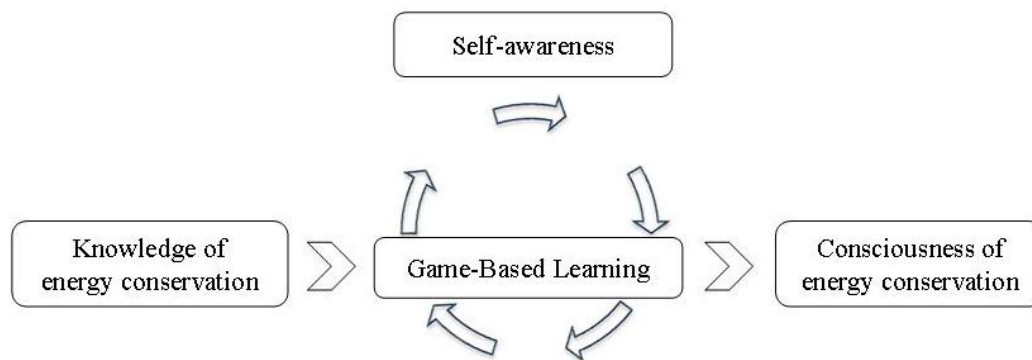 Self-awareness
Knowledge of
energy conservation
Game-Based Learning
Consciousness of
energy conservation